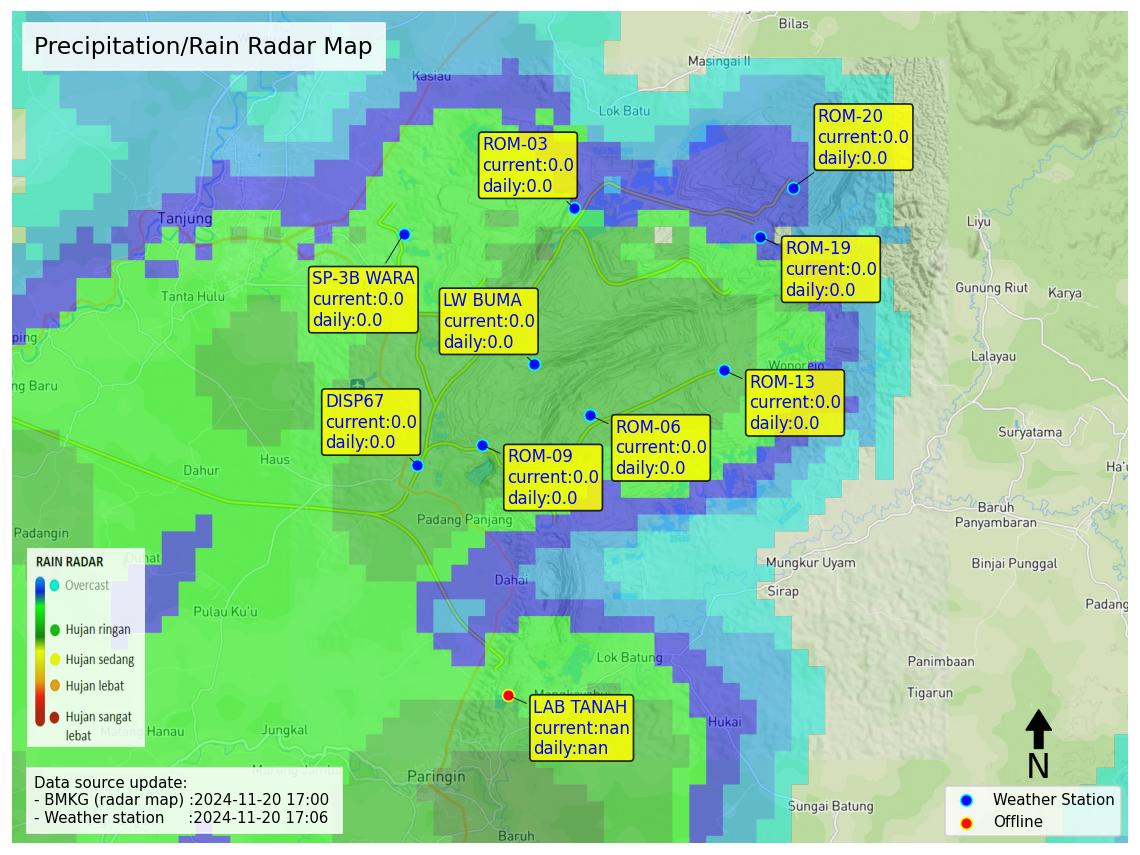 Bilas
Precipitation/Rain Radar Map
Masingai II
Kasiau
Lok Batu
ROM-20
current:0.0
daily:0.0
ROM-03
current:0.0
daily:0.0
Tanjung
Liyu
ROM-19
current:0.0
daily:0.0
SP-3B WARA
current:0.0
daily:0.0
Tanta Hulu
LW BUMA
current:0.0
daily:0.0
Gunung Riut
Karya
ping
Lalayau
Wonorejo
ng Baru
ROM-13
current:0.0
daily:0.0
DISP67
current:0.0
daily:0.0
ROM-06
current:0.0
daily:0.0
Suryatama
Haus
Dahur
ROM-09
current:0.0
daily:0.0
Ha'u
Baruh
Panyambaran
Padang Panjang
Padangin
Mungkur Uyam
Binjai Punggal
RAIN RADAR
Overcast
Hujan ringan
Hujan sedang
Hujan lebat
Hujan sangat
lebat
Dahai
Sirap
Padang
Pulau Ku'u
Lok Batung
Panimbaan
Tigarun
LAB TANAH
current:nan
daily:nan
Hukai
Jungkal
Paringin
N
Data source update:
- BMKG (radar map) :2024-11-20 17:00
- Weather station :2024-11-20 17:06
Sungai Batung
Baruh
Weather Station
Offline